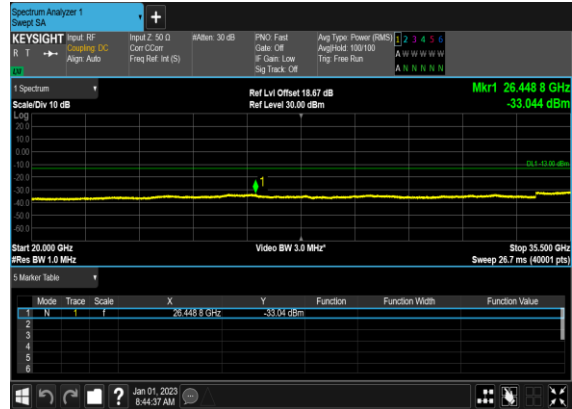 Spectrum Analyzer 1
Swept SA
+
KEYSIGHT Input: RF Input Z: 50 Ω #Atten: 30 dB PNO: Fast Avg Type: Power (RMS) 1 2 3 4 5 6
R T Coupling: DC Corr CCorr Gate: Off Avg|Hold: 100/100 A W W W W W
Align: Auto Freq Ref: Int (S) IF Gain: Low Trig: Free Run
Sig Track: Off A N N N N N
1 Spectrum
Ref Lvl Offset 18.67 dB Mkr1 26.448 8 GHz
Scale/Div 10 dB Ref Level 30.00 dBm -33.044 dBm
Log
20.0
10.0
0.00
-10.0 DL1 -13.00 dBm
-20.0
1
-30.0
-40.0
-50.0
-60.0
Start 20.000 GHz Video BW 3.0 MHz* Stop 35.500 GHz
#Res BW 1.0 MHz Sweep 26.7 ms (40001 pts)
5 Marker Table
Mode Trace Scale X Y Function Function Width Function Value
1 N 1 f 26.448 8 GHz -33.04 dBm
2
3
4
5
6
? Jan 01, 2023
8:44:37 AM